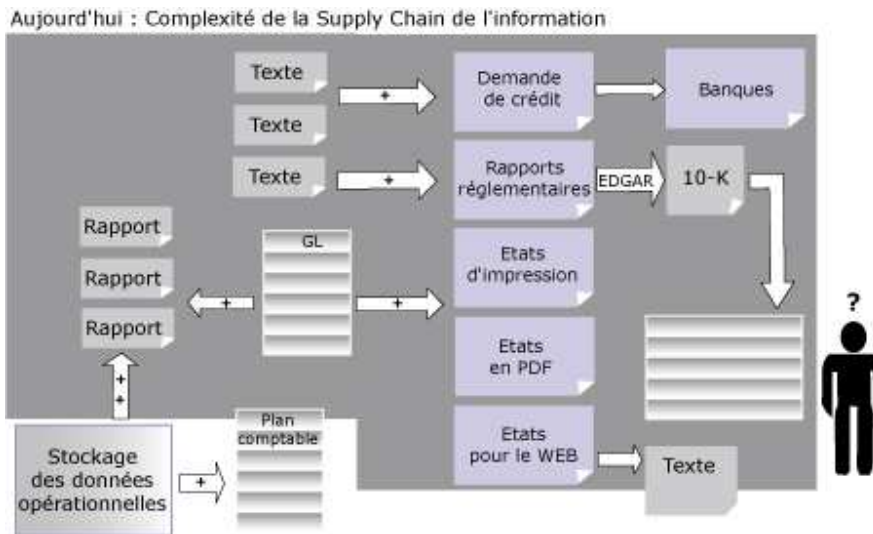 Aujourd'hui : Complexité de la Supply Chain de l'information
Texte
Texte
Texte
+
+
Demande
de crédit
Banques
Rapports
réglementaires
EDGAR
10-K
Rapport
Rapport
Rapport
+
GL
+
Etats
d'impression
Etats
en PDF
Etats
pour le WEB
Texte
?
+
+
Stockage
des données
opérationnelles
+
Plan
comptable